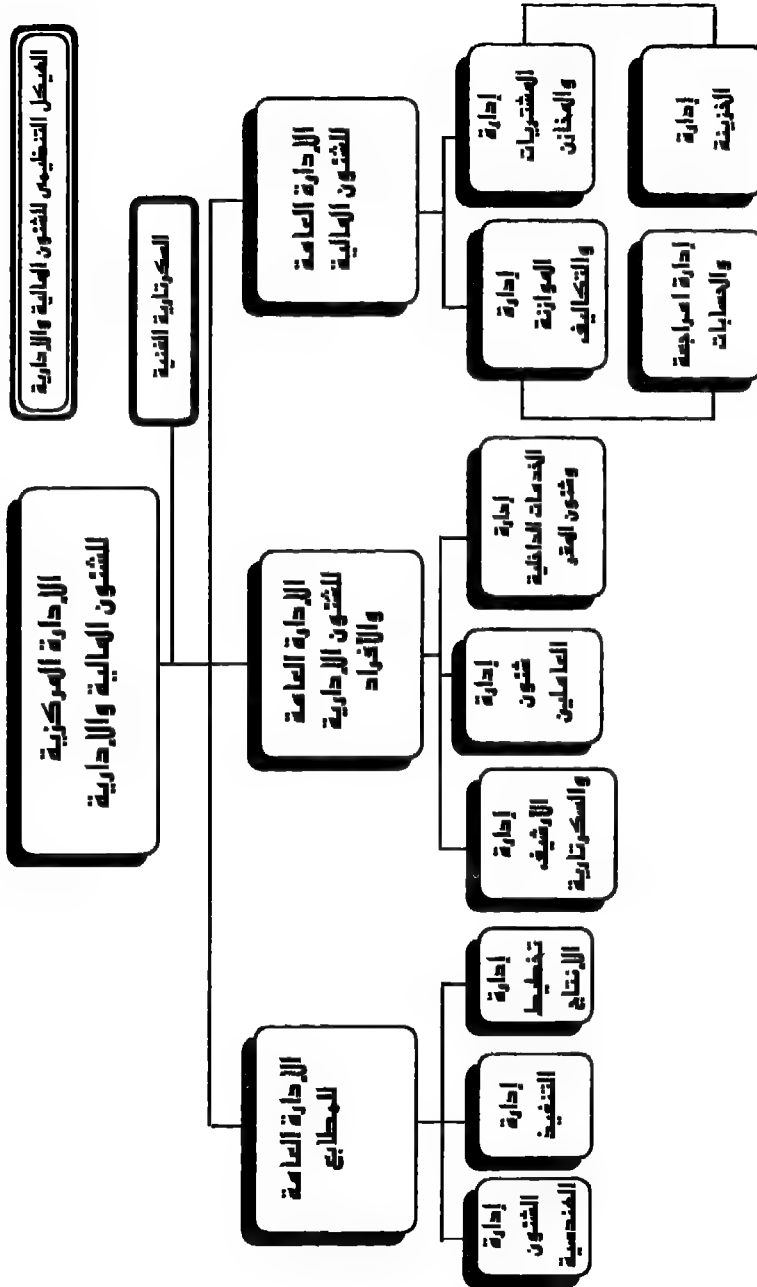 الهيكل التنظيمى للشئون المالية والإدارية
الإدارة المركزية
للشئون المالية والإدارية
السكرتارية الفنية
الإدارة العامة
للشئون المالية
الإدارة العامة
للشئون الإدارية
والأفراد
الإدارة العامة
للمطابع
إدارة
المشتريات
والمخازن
إدارة
الموازنة
والتكاليف
إدارة
الخزينة
إدارة المراجعة
والحسابات
إدارة
الخدمات الداخلية
وشئون المقر
إدارة
شئون
العاملين
إدارة
الأرشيف
والسكرتارية
إدارة
تخطيط
الإنتاج
إدارة
التنفيذ
إدارة
الشئون
الهندسية